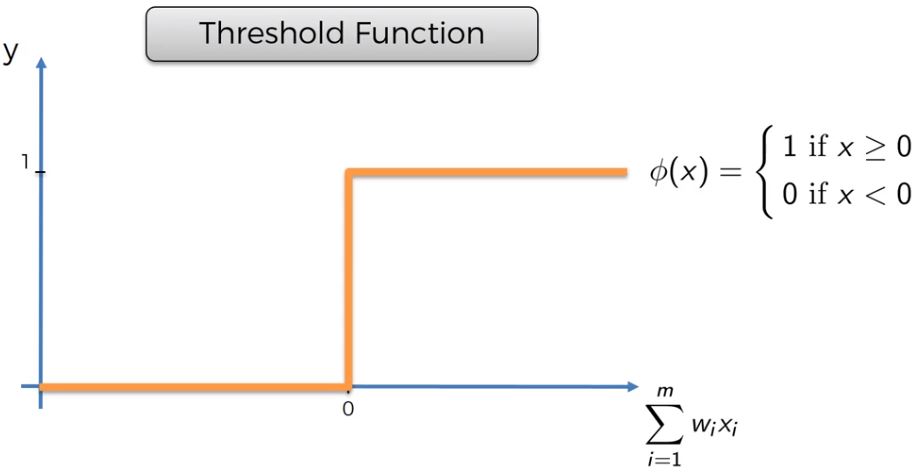 Threshold Function
y
1
ϕ(x) = { 1 if x ≥ 0
0 if x < 0
0
m
∑ wᵢxᵢ
i=1